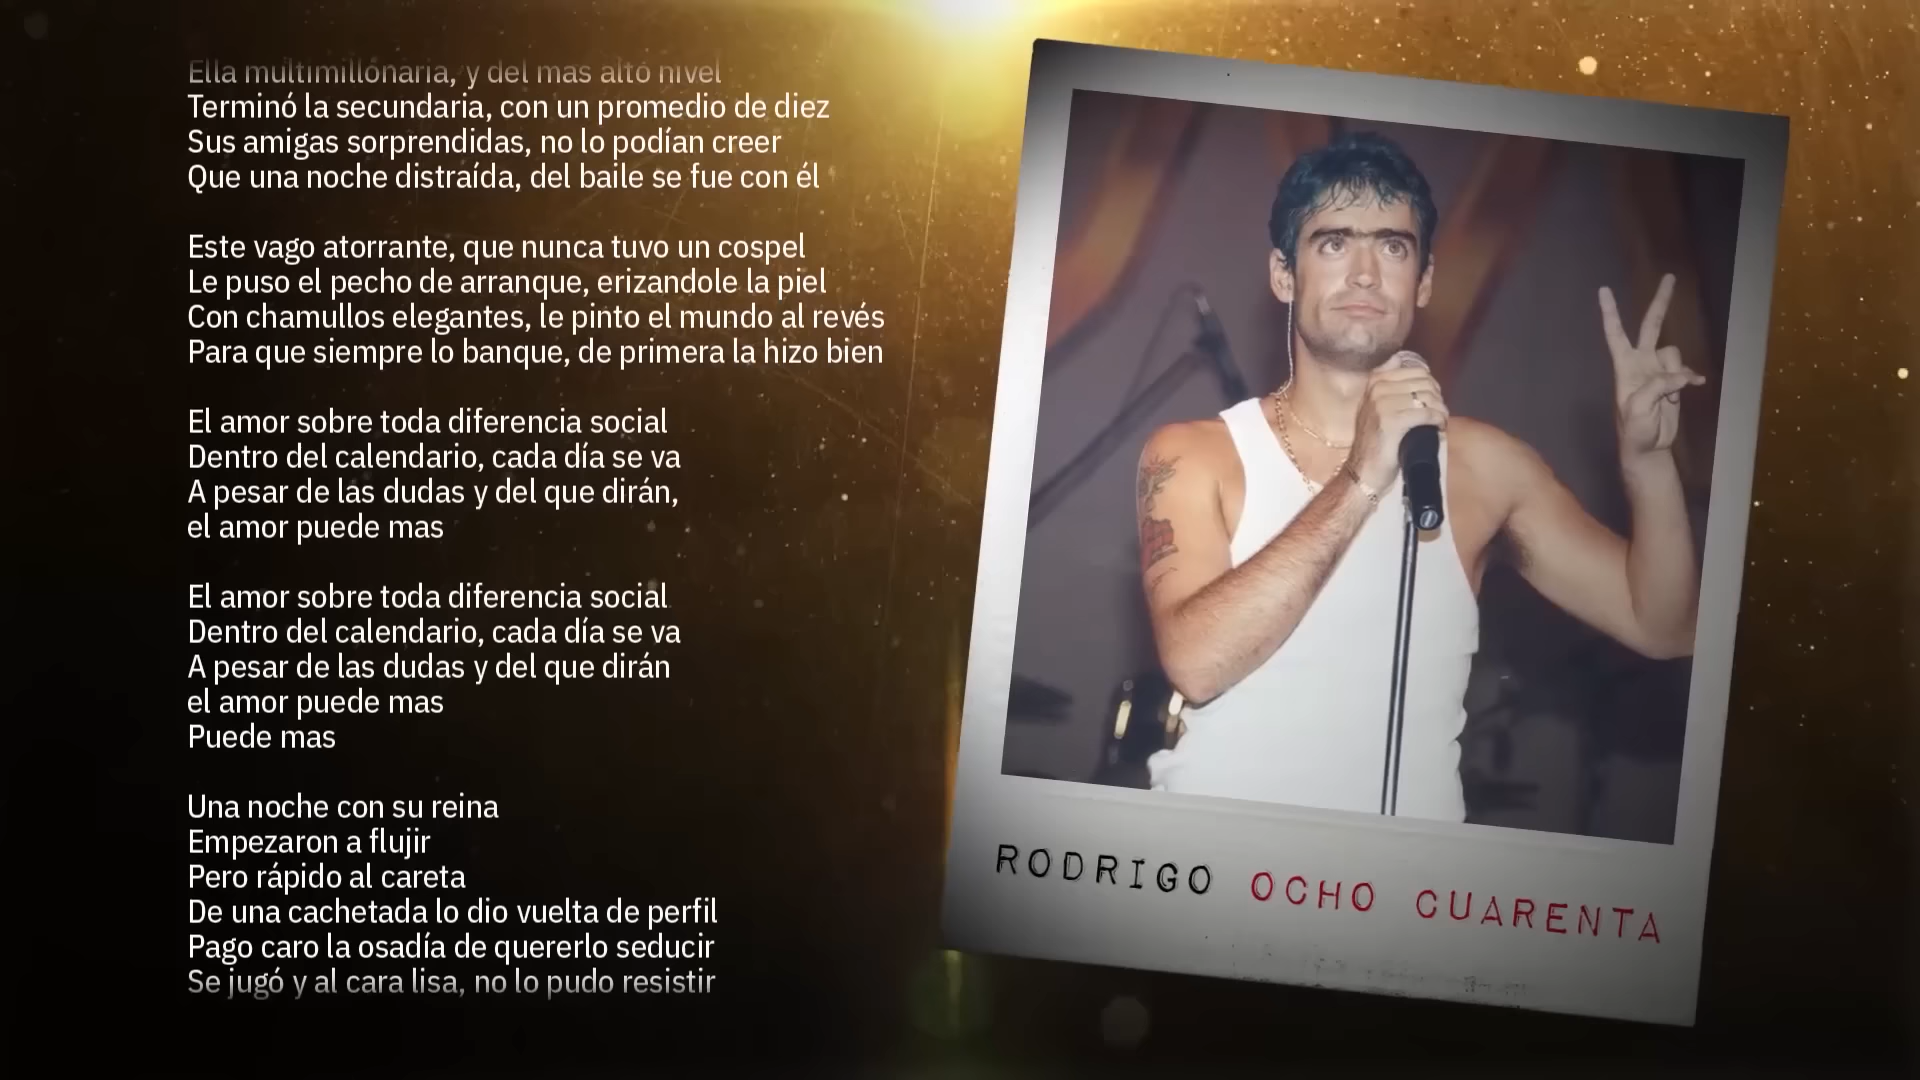 Ella multimillonaria, y del mas alto nivel
Terminó la secundaria, con un promedio de diez
Sus amigas sorprendidas, no lo podían creer
Que una noche distraída, del baile se fue con él
Este vago atorrante, que nunca tuvo un cospel
Le puso el pecho de arranque, erizandole la piel
Con chamullos elegantes, le pinto el mundo al revés
Para que siempre lo banque, de primera la hizo bien
El amor sobre toda diferencia social
Dentro del calendario, cada día se va
A pesar de las dudas y del que dirán,
el amor puede mas
El amor sobre toda diferencia social
Dentro del calendario, cada día se va
A pesar de las dudas y del que dirán
el amor puede mas
Puede mas
Una noche con su reina
Empezaron a flujir
Pero rápido al careta
De una cachetada lo dio vuelta de perfil
Pago caro la osadía de quererlo seducir
Se jugó y al cara lisa, no lo pudo resistir
RODRIGO OCHO CUARENTA